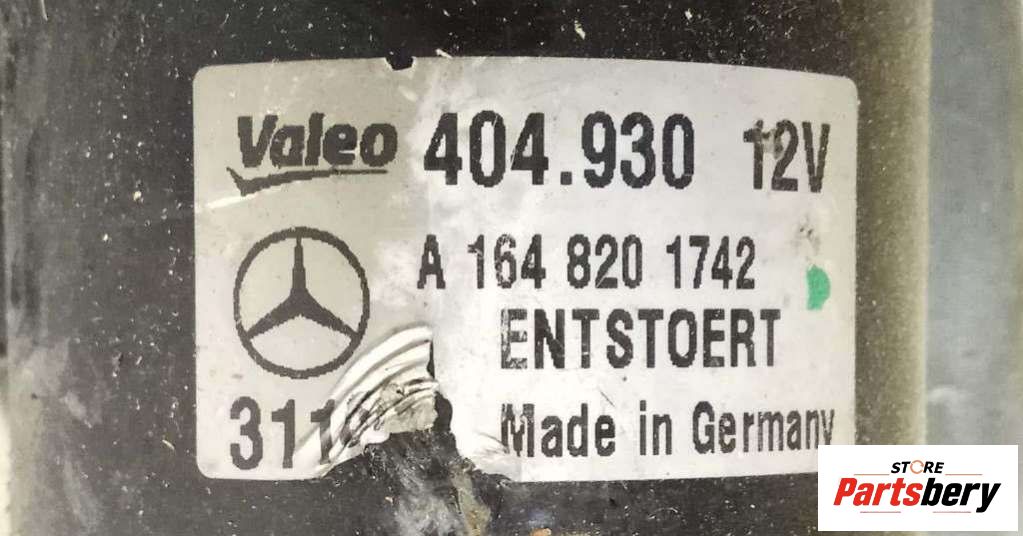 Valeo 404.930 12V
A 164 820 1742
ENTSTOERT
Made in Germany
STORE
Partsbery